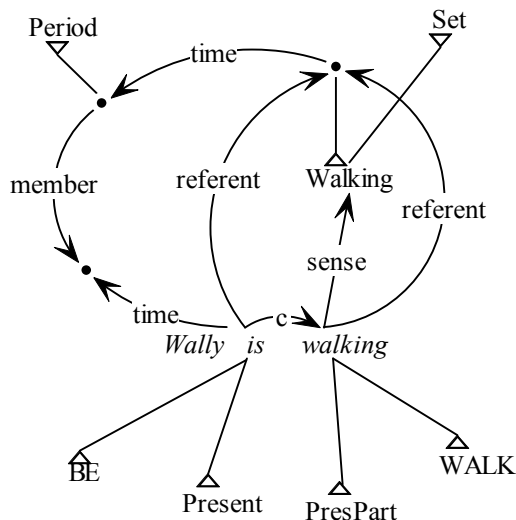 Period
Set
time
member
referent
Walking
referent
sense
time
c
Wally is walking
BE
WALK
Present
PresPart